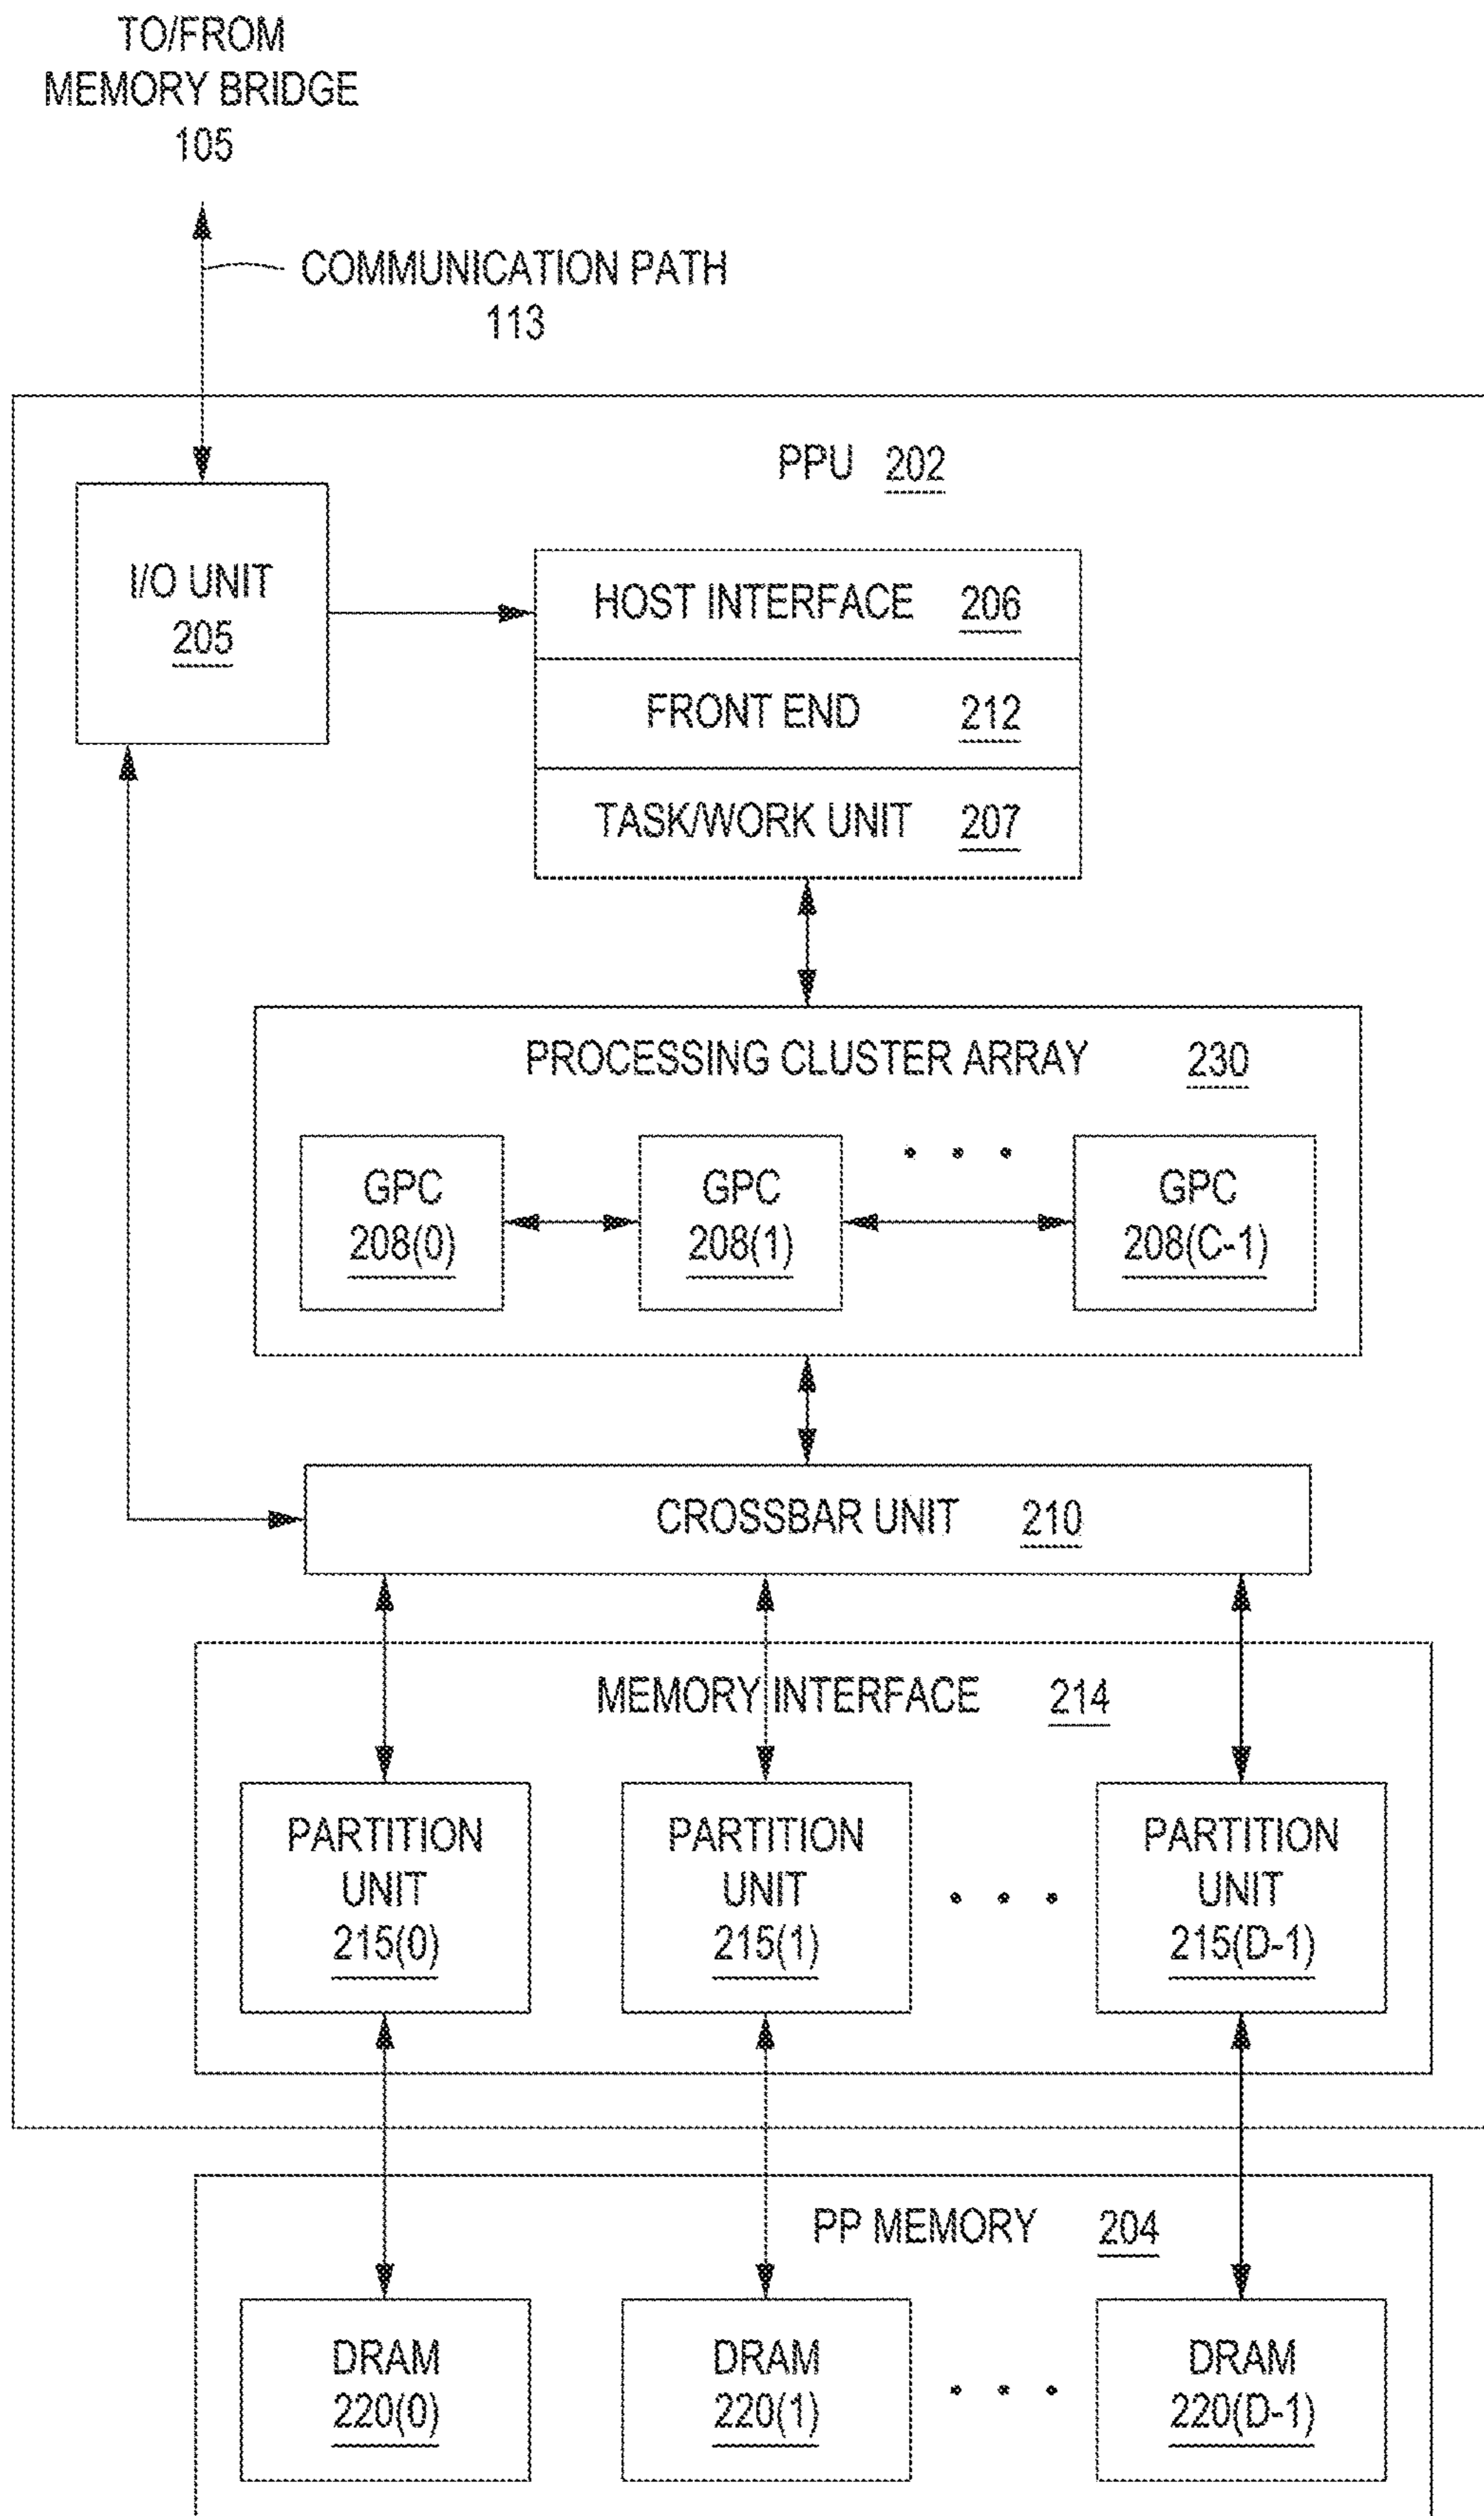 TO/FROM
MEMORY BRIDGE
105
COMMUNICATION PATH
113
PPU 202
I/O UNIT
205
HOST INTERFACE 206
FRONT END 212
TASK/WORK UNIT 207
PROCESSING CLUSTER ARRAY 230
. . .
GPC
208(0)
GPC
208(1)
GPC
208(C-1)
CROSSBAR UNIT 210
MEMORY INTERFACE 214
PARTITION
UNIT
215(0)
PARTITION
UNIT
215(1)
. . .
PARTITION
UNIT
215(D-1)
PP MEMORY 204
DRAM
220(0)
DRAM
220(1)
. . .
DRAM
220(D-1)